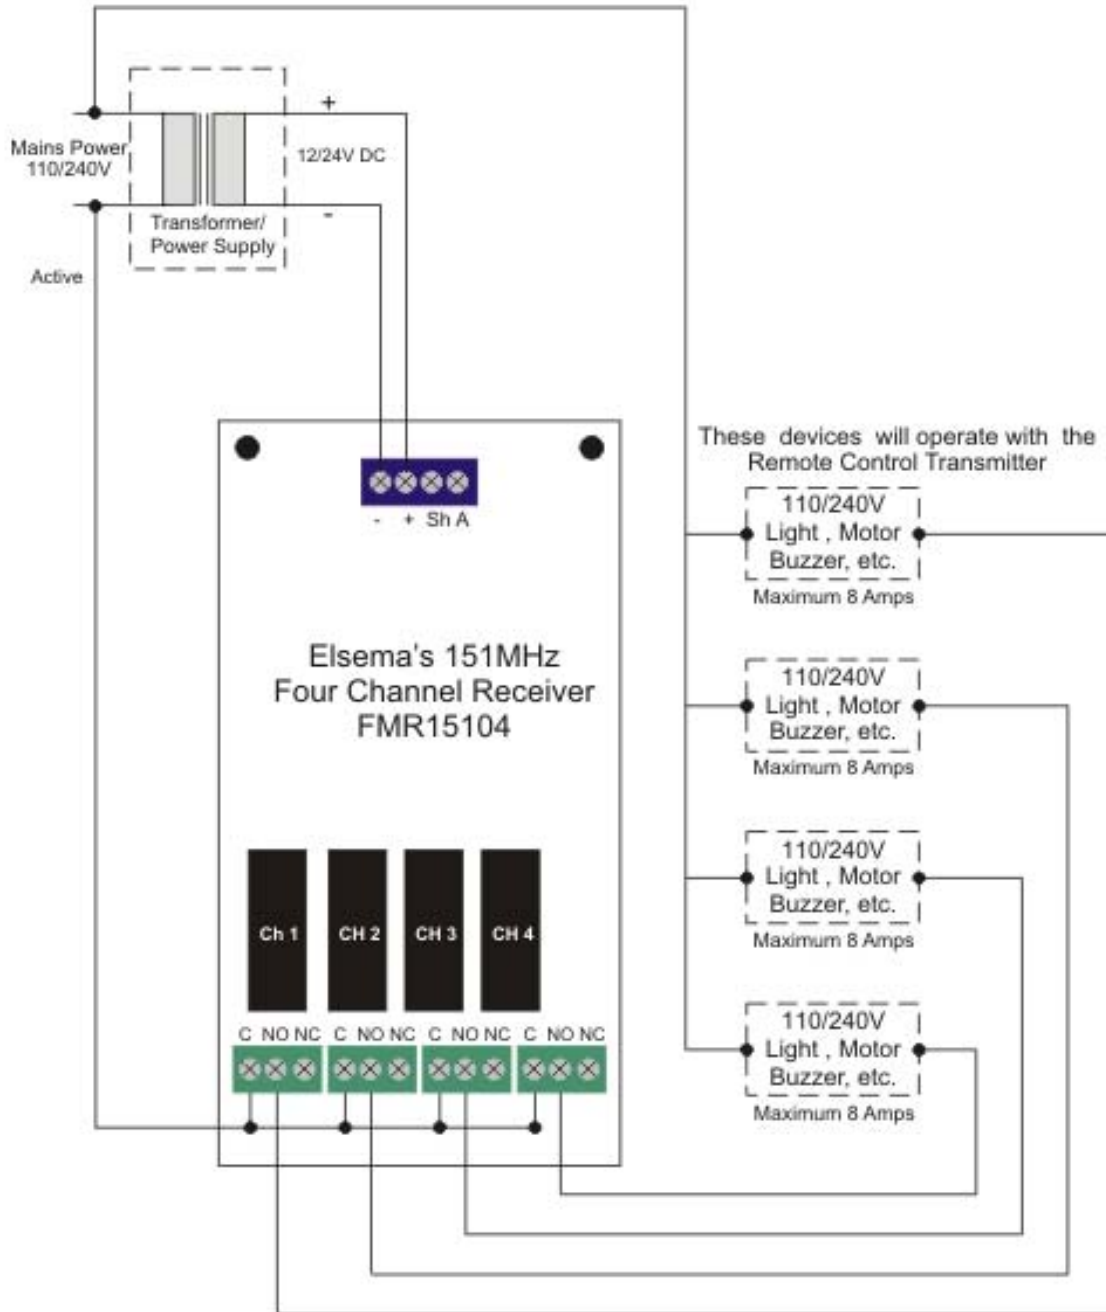 +
Mains Power
110/240V
12/24V DC
-
Transformer/
Power Supply
Active
- + Sh A
These devices will operate with the
Remote Control Transmitter
110/240V
Light , Motor
Buzzer, etc.
Maximum 8 Amps
Elsema's 151MHz
Four Channel Receiver
FMR15104
110/240V
Light , Motor
Buzzer, etc.
Maximum 8 Amps
110/240V
Light , Motor
Buzzer, etc.
Maximum 8 Amps
110/240V
Light , Motor
Buzzer, etc.
Maximum 8 Amps
Ch 1 CH 2 CH 3 CH 4
C NO NC C NO NC C NO NC C NO NC